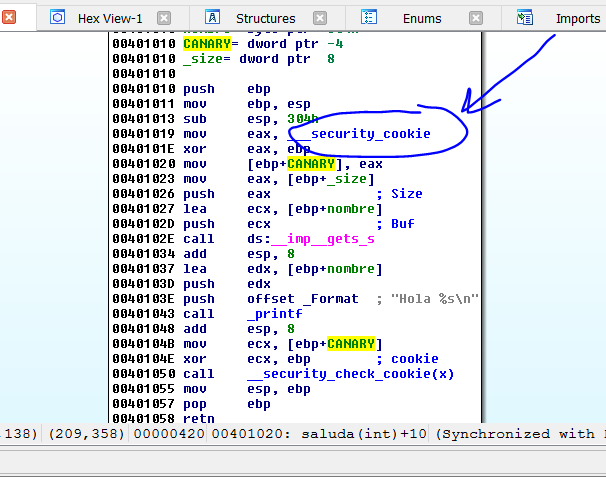 Hex View-1 Structures Enums Imports
00401010 CANARY= dword ptr -4
00401010 _size= dword ptr 8
00401010
00401010 push ebp
00401011 mov ebp, esp
00401013 sub esp, 304h
00401019 mov eax, ___security_cookie
0040101E xor eax, ebp
00401020 mov [ebp+CANARY], eax
00401023 mov eax, [ebp+_size]
00401026 push eax ; Size
00401027 lea ecx, [ebp+nombre]
0040102D push ecx ; Buf
0040102E call ds:__imp__gets_s
00401034 add esp, 8
00401037 lea edx, [ebp+nombre]
0040103D push edx
0040103E push offset _Format ; "Hola %s\n"
00401043 call _printf
00401048 add esp, 8
0040104B mov ecx, [ebp+CANARY]
0040104E xor ecx, ebp ; cookie
00401050 call __security_check_cookie(x)
00401055 mov esp, ebp
00401057 pop ebp
00401058 retn
,138) (209,358) 00000420 00401020: saluda(int)+10 (Synchronized with